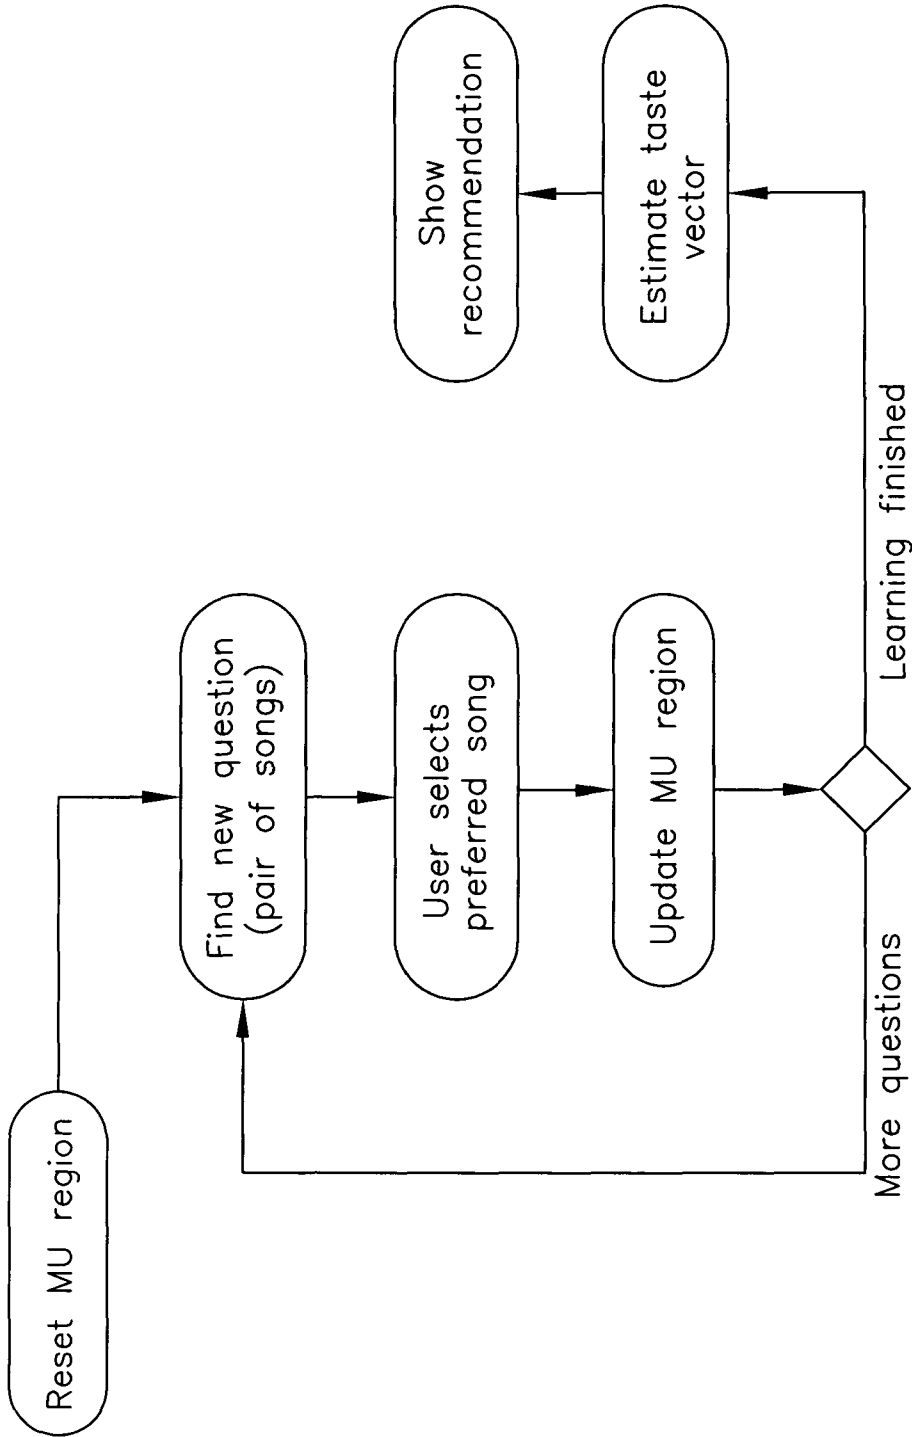 Reset MU region
Find new question
(pair of songs)
User selects
preferred song
Update MU region
More questions
Learning finished
Estimate taste
vector
Show
recommendation